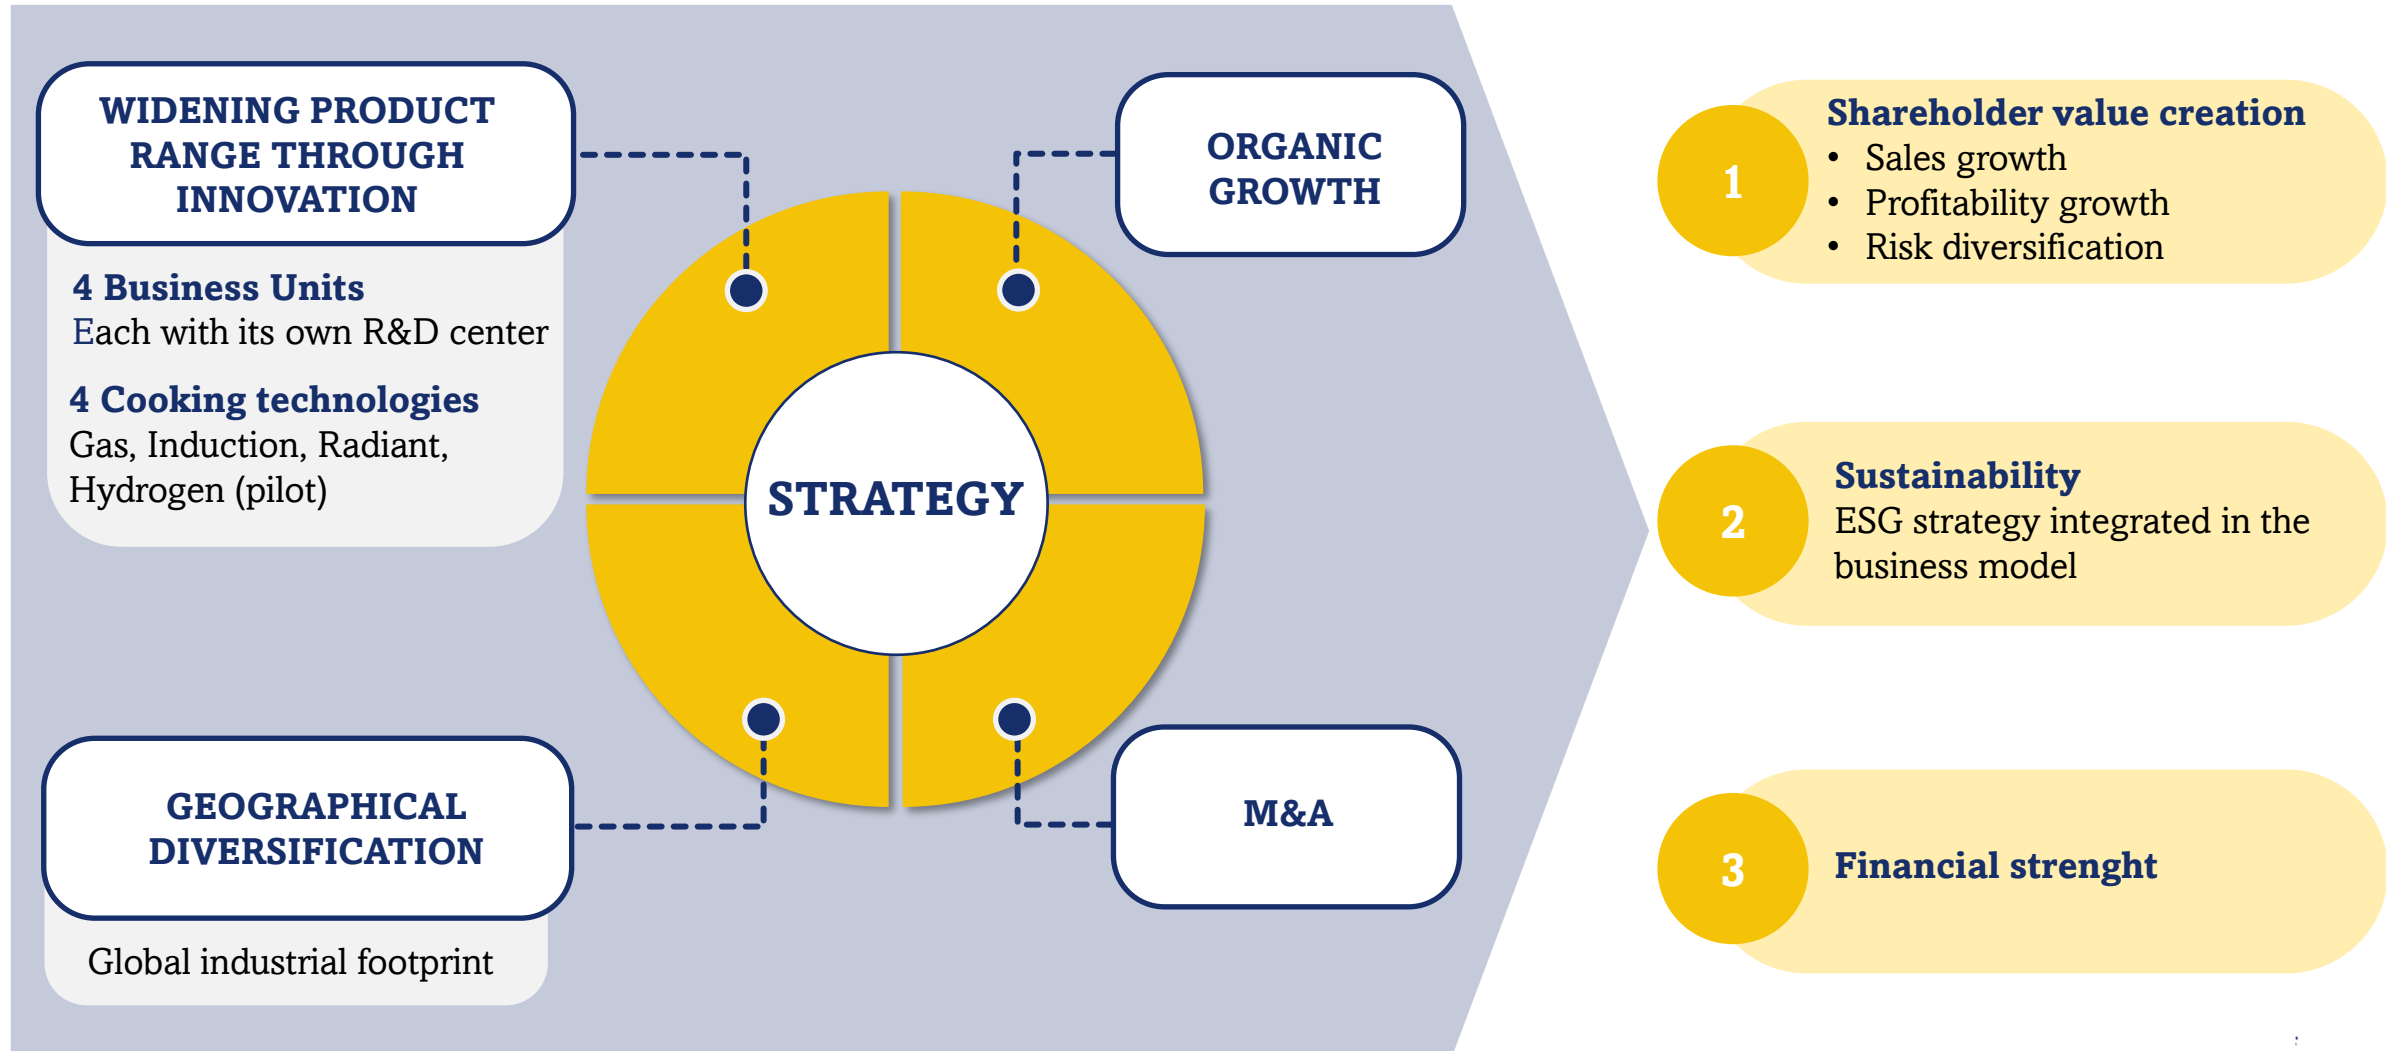 WIDENING PRODUCT
RANGE THROUGH
INNOVATION
4 Business Units
Each with its own R&D center
4 Cooking technologies
Gas, Induction, Radiant,
Hydrogen (pilot)
GEOGRAPHICAL
DIVERSIFICATION
Global industrial footprint
STRATEGY
ORGANIC
GROWTH
M&A
1
Shareholder value creation
• Sales growth
• Profitability growth
• Risk diversification
2
Sustainability
ESG strategy integrated in the
business model
3
Financial strenght